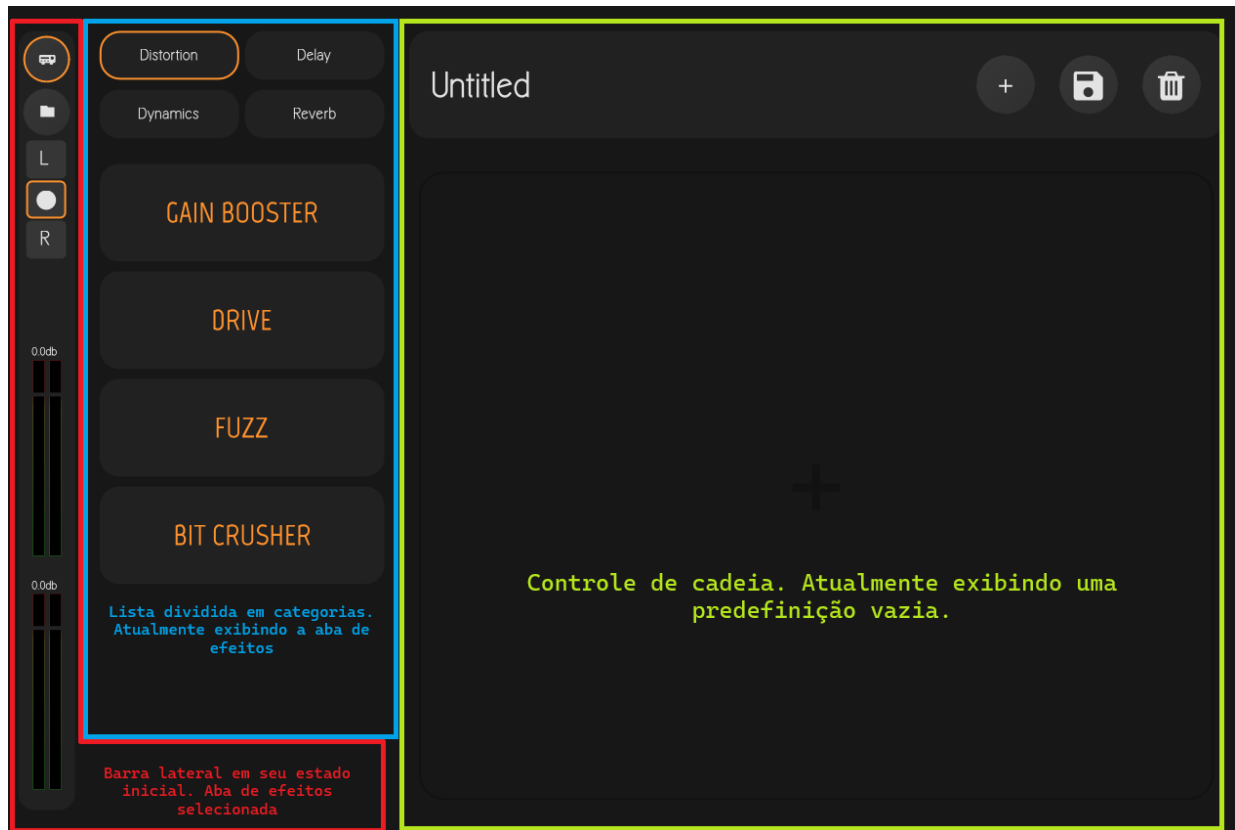 Distortion
Delay
Dynamics
Reverb
L
R
0.0db
0.0db
GAIN BOOSTER
DRIVE
FUZZ
BIT CRUSHER
Lista dividida em categorias.
Atualmente exibindo a aba de
efeitos
Barra lateral em seu estado
inicial. Aba de efeitos
selecionada
Untitled
+
Controle de cadeia. Atualmente exibindo uma
predefinição vazia.